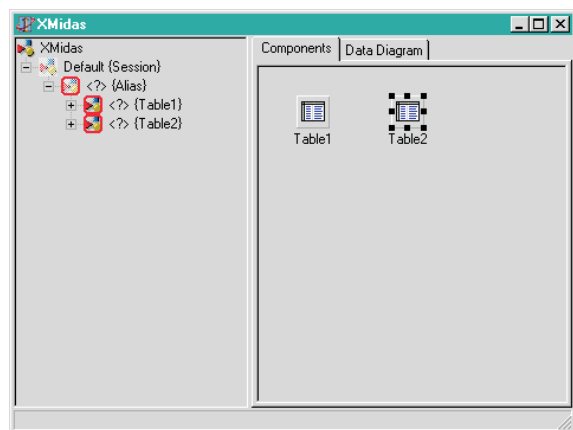 XMidas
XMidas
Default {Session}
<?> {Alias}
<?> {Table1}
<?> {Table2}
Components
Data Diagram
Table1
Table2